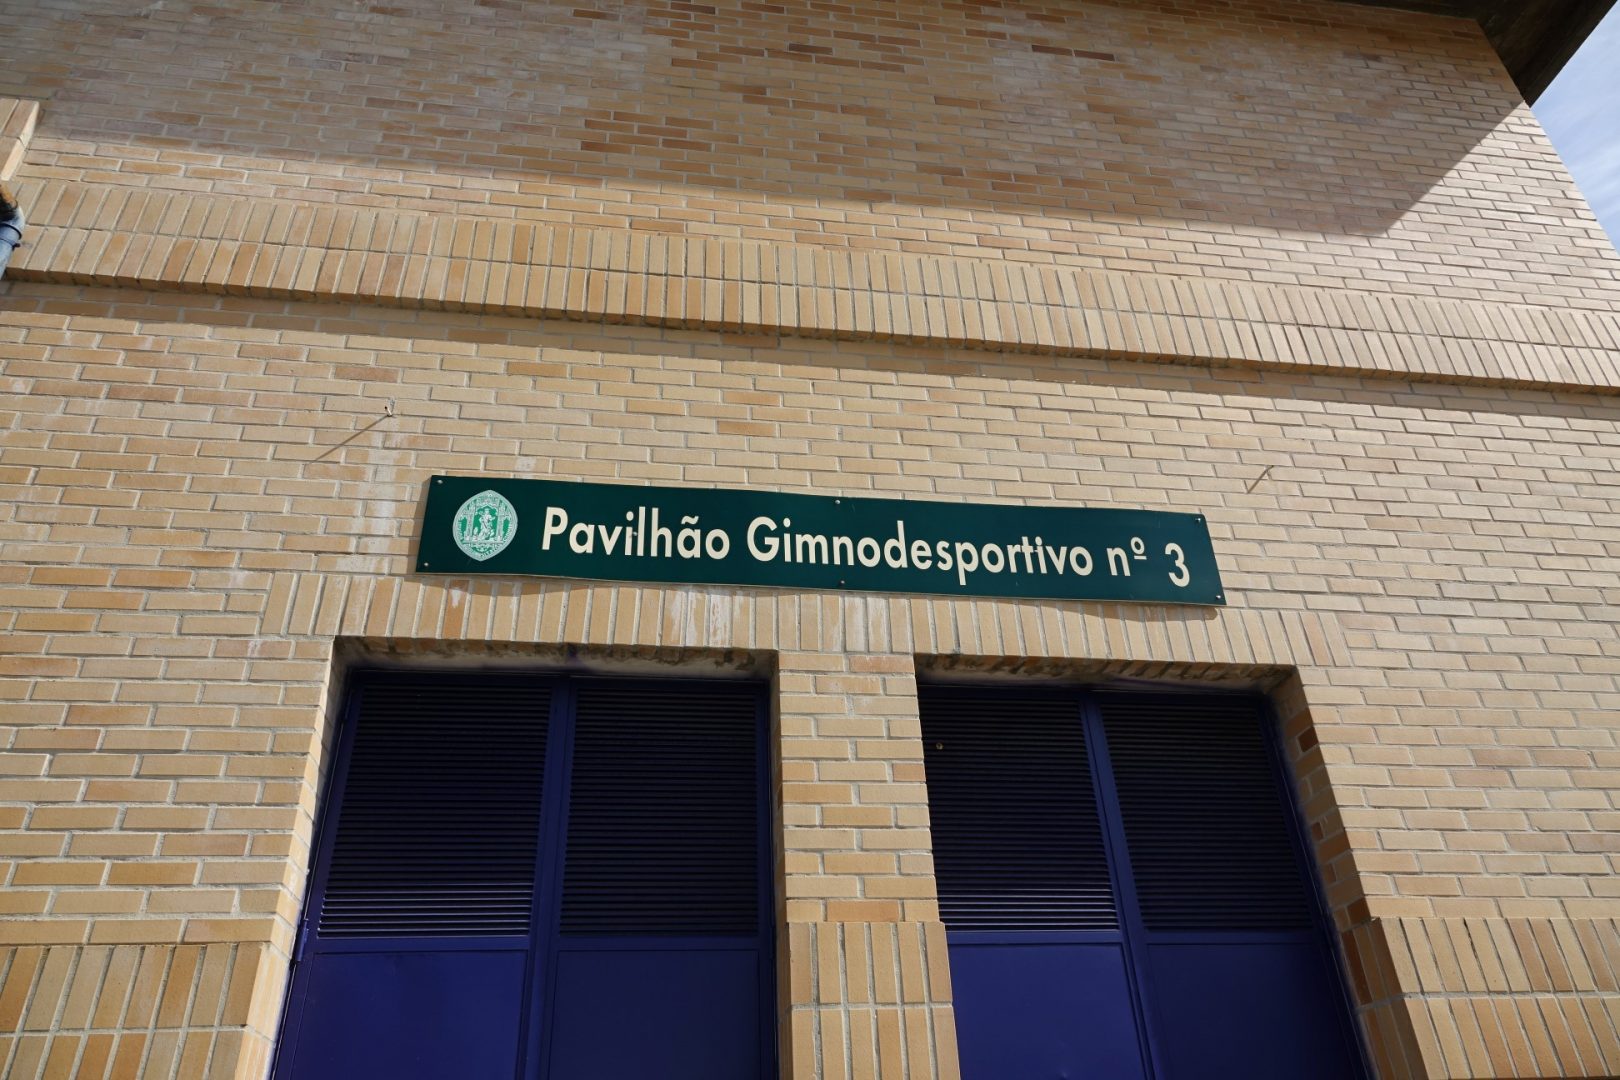 Pavilhão Gimnodesportivo nº 3